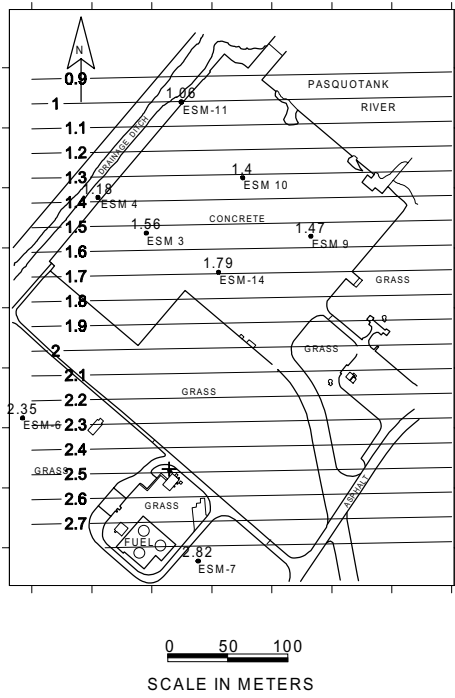 N
0.9
PASQUOTANK
RIVER
1.06
1
ESM-11
1.1
DRAINAGE DITCH
1.2
1.3
1.4
ESM 10
1.18
1.4
ESM 4
CONCRETE
1.5
1.56
ESM 3
1.47
ESM 9
1.6
1.79
1.7
ESM-14
GRASS
1.8
1.9
2
GRASS
2.1
2.2
GRASS
2.35
ESM-6
2.3
2.4
GRASS
2.5
2.6
GRASS
ASPHALT
2.7
FUEL
2.82
ESM-7
0 50 100
SCALE IN METERS